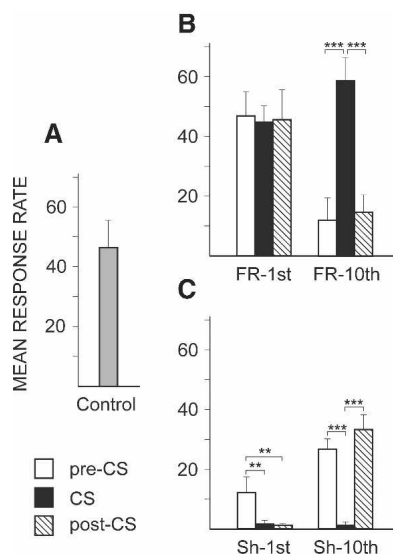 B
*** ***
60
40
20
FR-1st FR-10th
A
MEAN RESPONSE RATE
60
40
20
Control
C
60
40
20
**
**
***
***
Sh-1st Sh-10th
pre-CS
CS
post-CS